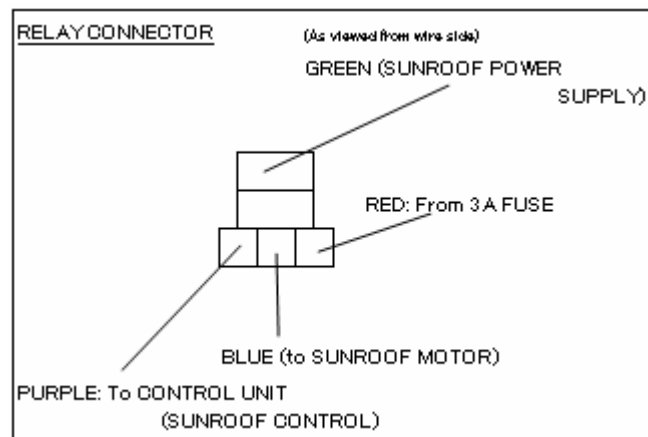 RELAY CONNECTOR
(As viewed from wire side)
GREEN (SUNROOF POWER
SUPPLY)
RED: From 3A FUSE
BLUE (to SUNROOF MOTOR)
PURPLE: To CONTROL UNIT
(SUNROOF CONTROL)